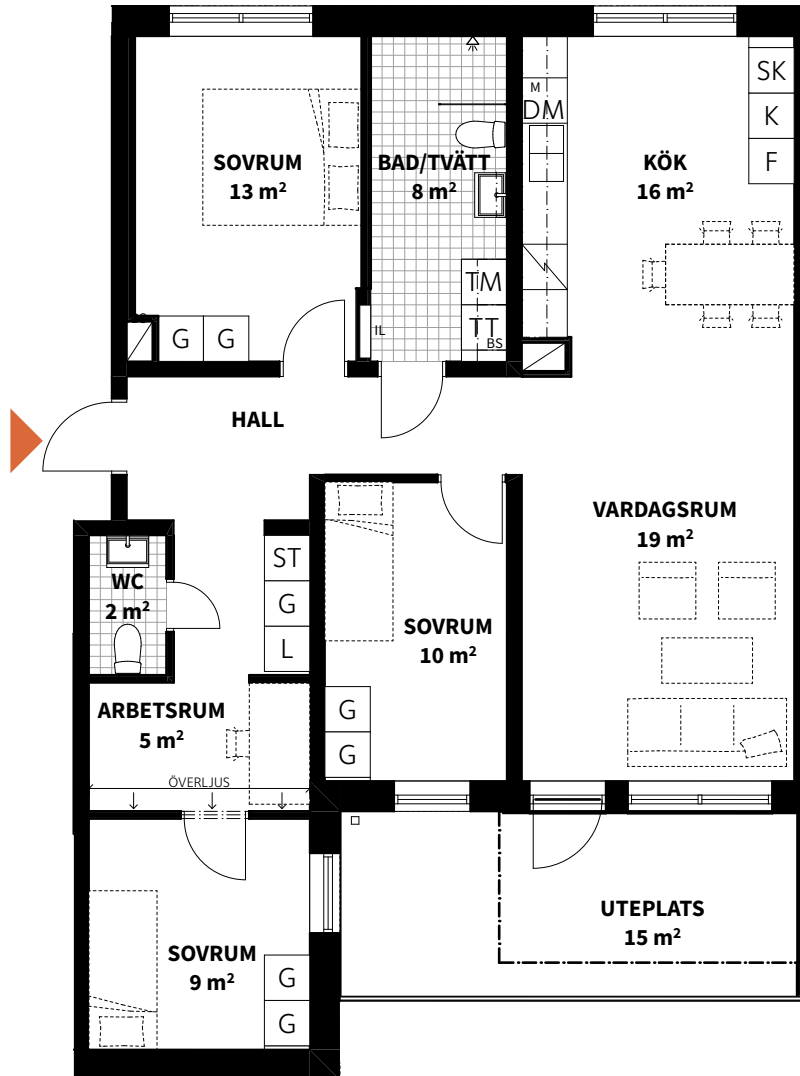 SOVRUM
13 m²
G
G
BAD/TVÄTT
8 m²
TM
TT
BS
IL
M
DM
KÖK
16 m²
SK
K
F
HALL
VARDAGSRUM
19 m²
WC
2 m²
ST
G
L
SOVRUM
10 m²
G
G
ARBETSRUM
5 m²
ÖVERLJUS
SOVRUM
9 m²
G
G
UTEPLATS
15 m²